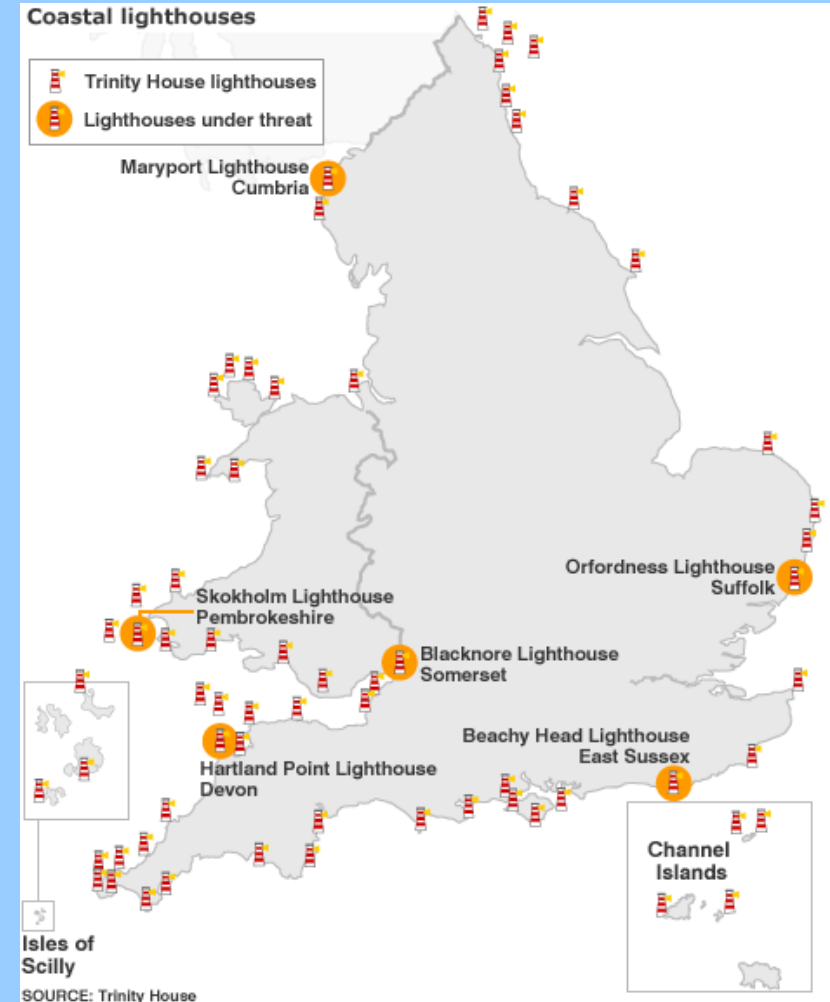 Coastal lighthouses
Trinity House lighthouses
Lighthouses under threat
Maryport Lighthouse
Cumbria
Orfordness Lighthouse
Suffolk
Skokholm Lighthouse
Pembrokeshire
Blacknore Lighthouse
Somerset
Beachy Head Lighthouse
East Sussex
Hartland Point Lighthouse
Devon
Channel
Islands
Isles of
Scilly
SOURCE: Trinity House